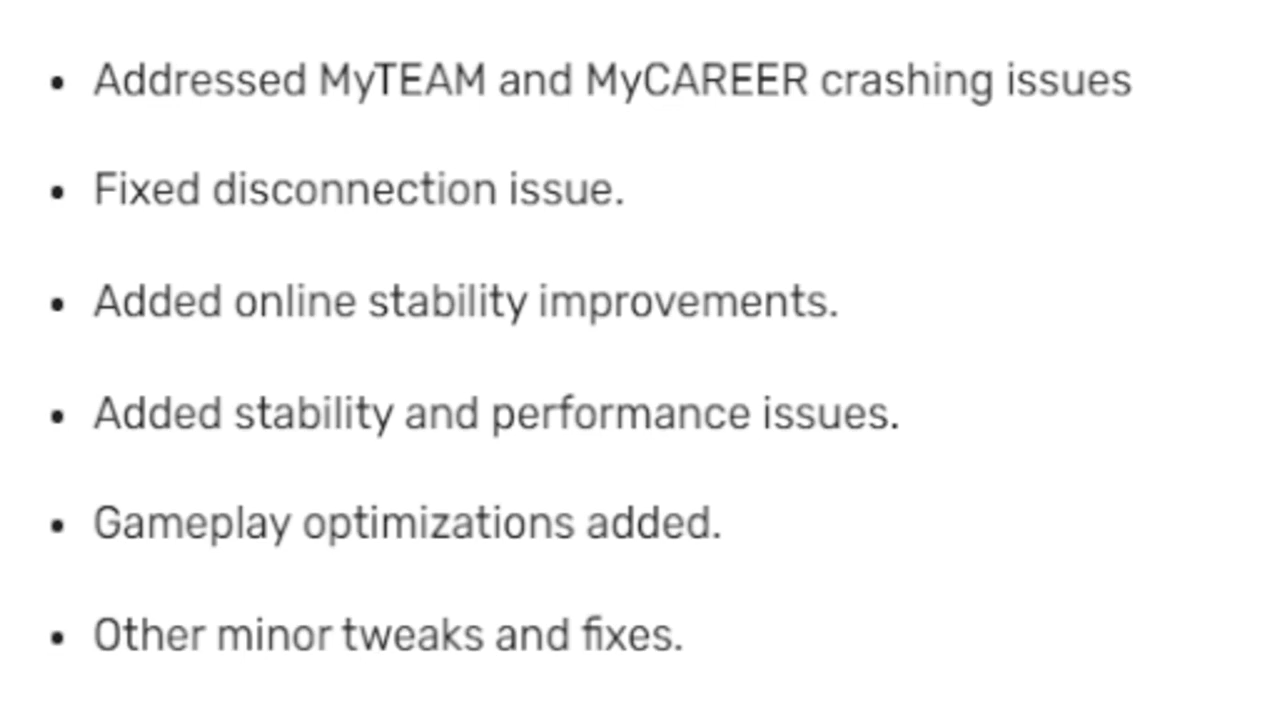 • Addressed MyTEAM and MyCAREER crashing issues
• Fixed disconnection issue.
• Added online stability improvements.
• Added stability and performance issues.
• Gameplay optimizations added.
• Other minor tweaks and fixes.